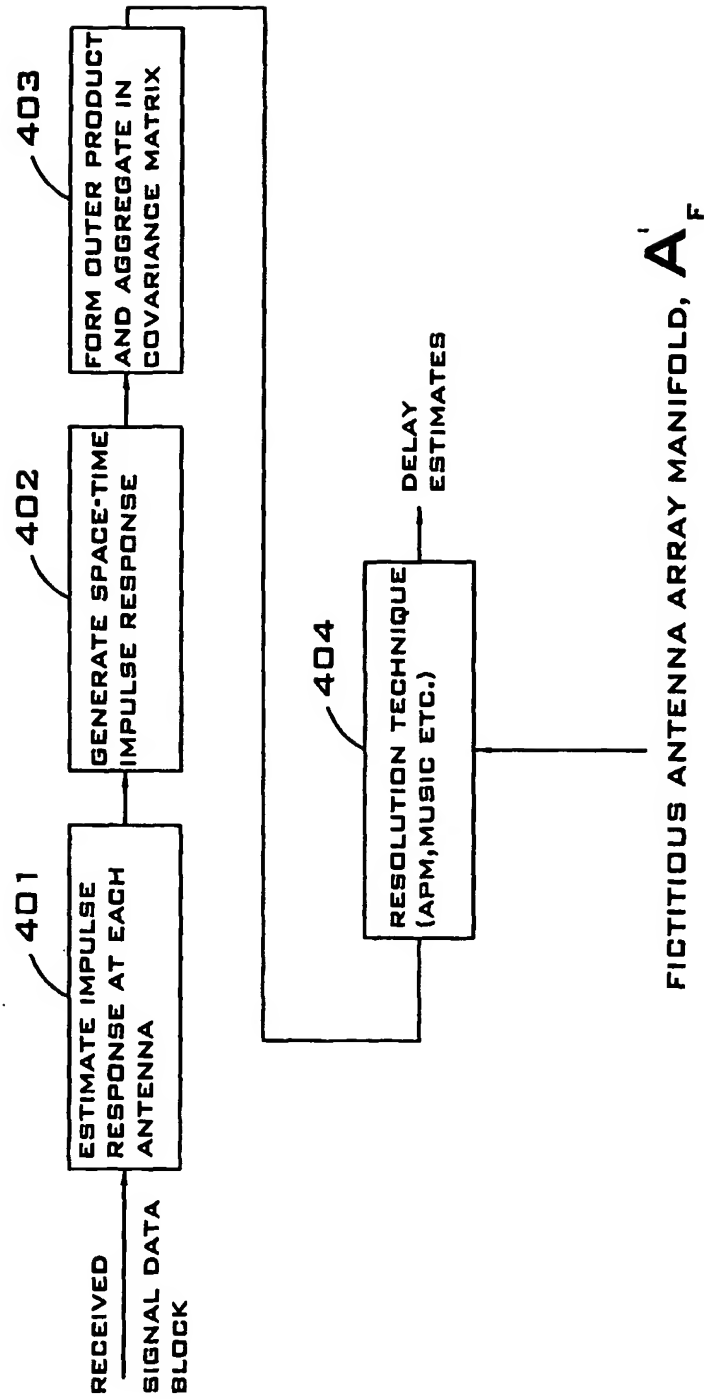 RECEIVED
SIGNAL DATA
BLOCK
401
ESTIMATE IMPULSE
RESPONSE AT EACH
ANTENNA
402
GENERATE SPACE-TIME
IMPULSE RESPONSE
403
FORM OUTER PRODUCT
AND AGGREGATE IN
COVARIANCE MATRIX
404
RESOLUTION TECHNIQUE
(APM,MUSIC ETC.)
DELAY
ESTIMATES
FICTITIOUS ANTENNA ARRAY MANIFOLD, A'F